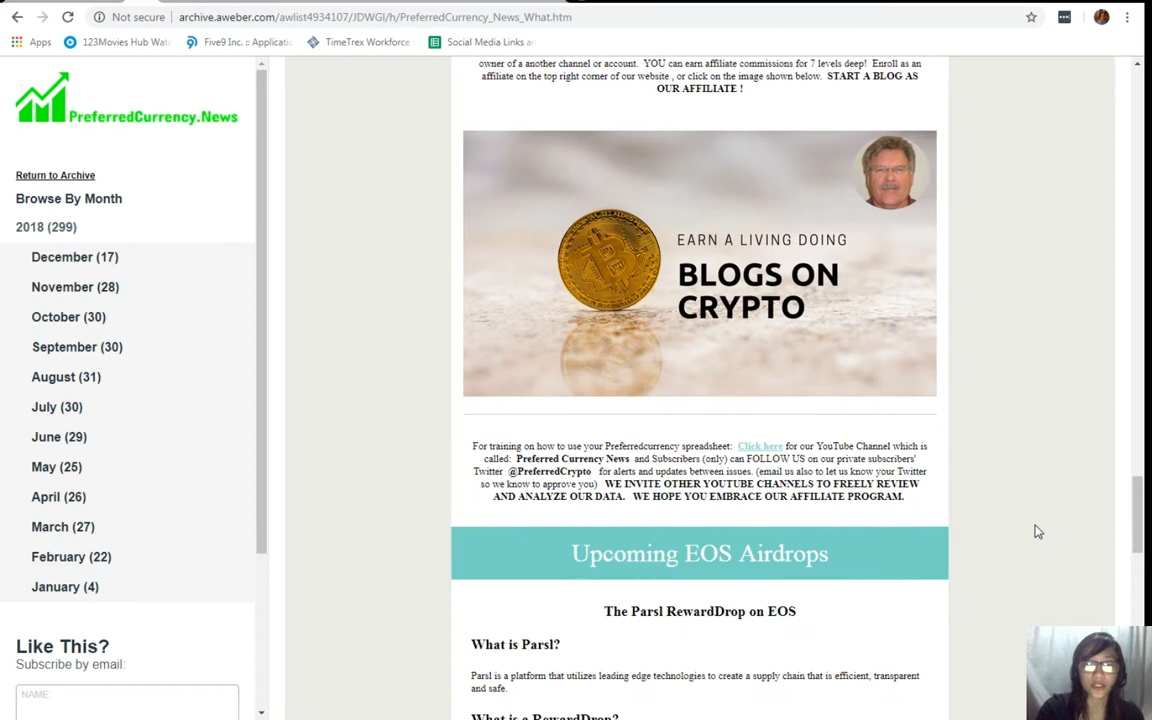 Not secure | archive.aweber.com/awlist4934107/JDWGI/h/PreferredCurrency_News_What.htm
Apps 123Movies Hub Wat Five9 Inc. :: Applicati TimeTrex Workforce Social Media Links an
PreferredCurrency.News
Return to Archive
Browse By Month
2018 (299)
December (17)
November (28)
October (30)
September (30)
August (31)
July (30)
June (29)
May (25)
April (26)
March (27)
February (22)
January (4)
Like This?
Subscribe by email:
NAME:
owner of a another channel or account. YOU can earn affiliate commissions for 7 levels deep! Enroll as an
affiliate on the top right corner of our website , or click on the image shown below. START A BLOG AS
OUR AFFILIATE !
EARN A LIVING DOING
BLOGS ON
CRYPTO
For training on how to use your Preferredcurrency spreadsheet: Click here for our YouTube Channel which is
called: Preferred Currency News and Subscribers (only) can FOLLOW US on our private subscribers'
Twitter @PreferredCrypto for alerts and updates between issues. (email us also to let us know your Twitter
so we know to approve you) WE INVITE OTHER YOUTUBE CHANNELS TO FREELY REVIEW
AND ANALYZE OUR DATA. WE HOPE YOU EMBRACE OUR AFFILIATE PROGRAM.
Upcoming EOS Airdrops
The Parsl RewardDrop on EOS
What is Parsl?
Parsl is a platform that utilizes leading edge technologies to create a supply chain that is efficient, transparent
and safe.
What is a RewardDrop?